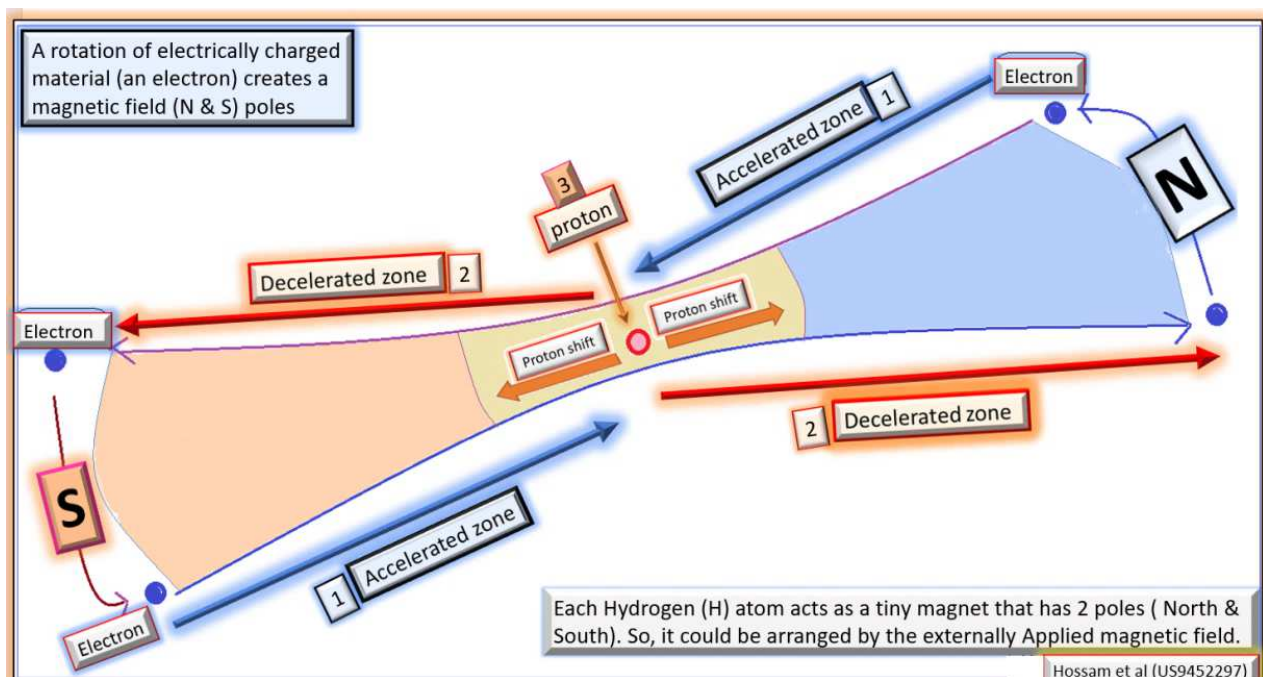 A rotation of electrically charged
material (an electron) creates a
magnetic field (N & S) poles
Electron
1
Accelerated zone
N
3
proton
Decelerated zone
2
Electron
Proton shift
Proton shift
2
Decelerated zone
S
1
Accelerated zone
Electron
Each Hydrogen (H) atom acts as a tiny magnet that has 2 poles ( North &
South). So, it could be arranged by the externally Applied magnetic field.
Hossam et al (US9452297)